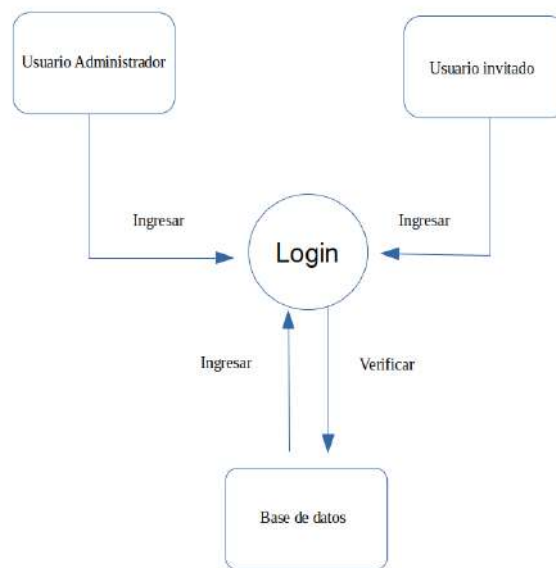 Usuario Administrador
Usuario invitado
Ingresar
Ingresar
Login
Ingresar
Verificar
Base de datos